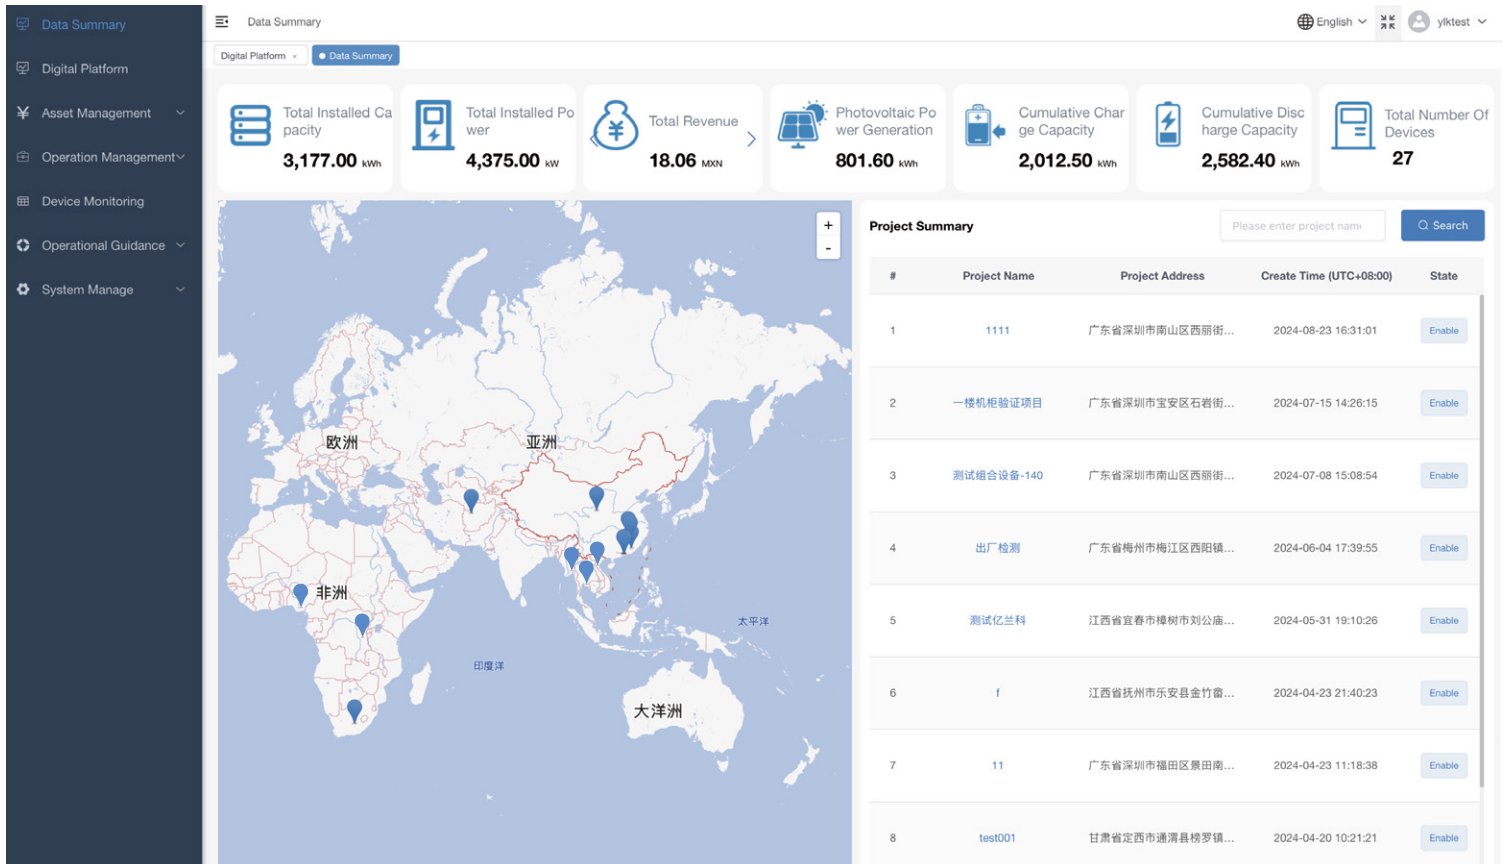 Data Summary
Digital Platform
Asset Management
Operation Management
Device Monitoring
Operational Guidance
System Manage
Data Summary
English
ylktest
Digital Platform ×
Data Summary
Total Installed Ca
pacity
3,177.00 kWh
Total Installed Po
wer
4,375.00 kW
Total Revenue
18.06 MXN
Photovoltaic Po
wer Generation
801.60 kWh
Cumulative Char
ge Capacity
2,012.50 kWh
Cumulative Disc
harge Capacity
2,582.40 kWh
Total Number Of
Devices
27
+
-
欧洲
亚洲
非洲
太平洋
印度洋
大洋洲
Project Summary
Please enter project name
Search
# Project Name Project Address Create Time (UTC+08:00) State
1 1111 广东省深圳市南山区西丽街... 2024-08-23 16:31:01 Enable
2 一楼机柜验证项目 广东省深圳市宝安区石岩街... 2024-07-15 14:26:15 Enable
3 测试组合设备-140 广东省深圳市南山区西丽街... 2024-07-08 15:08:54 Enable
4 出厂检测 广东省梅州市梅江区西阳镇... 2024-06-04 17:39:55 Enable
5 测试亿兰科 江西省宜春市樟树市刘公庙... 2024-05-31 19:10:26 Enable
6 f 江西省抚州市乐安县金竹畲... 2024-04-23 21:40:23 Enable
7 11 广东省深圳市福田区景田南... 2024-04-23 11:18:38 Enable
8 test001 甘肃省定西市通渭县榜罗镇... 2024-04-20 10:21:21 Enable